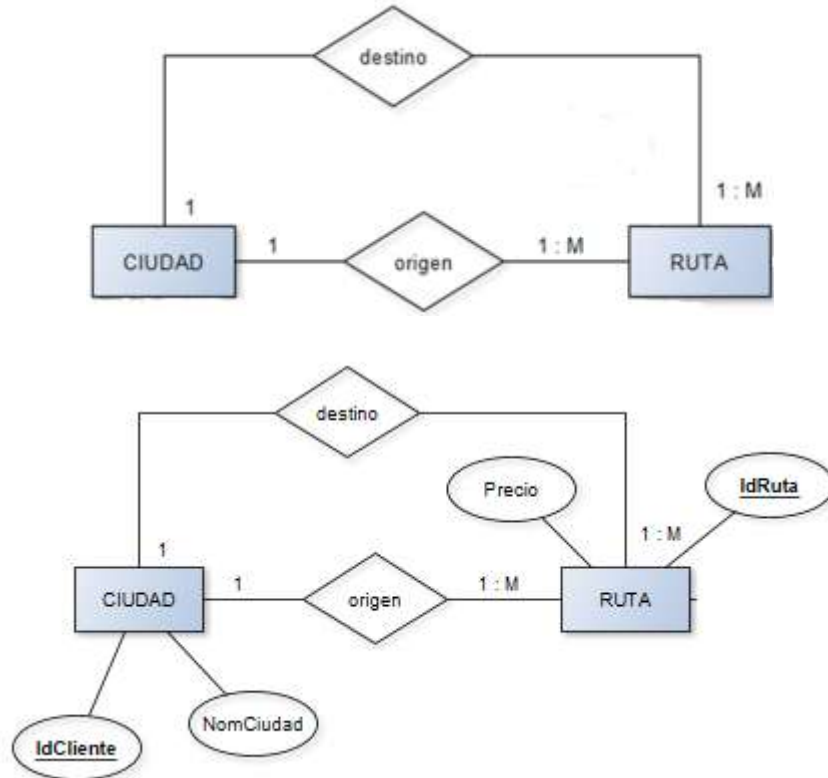 destino
1
1 : M
CIUDAD
1
origen
1 : M
RUTA
destino
Precio
IdRuta
1
1 : M
CIUDAD
1
origen
1 : M
RUTA
NomCiudad
IdCliente